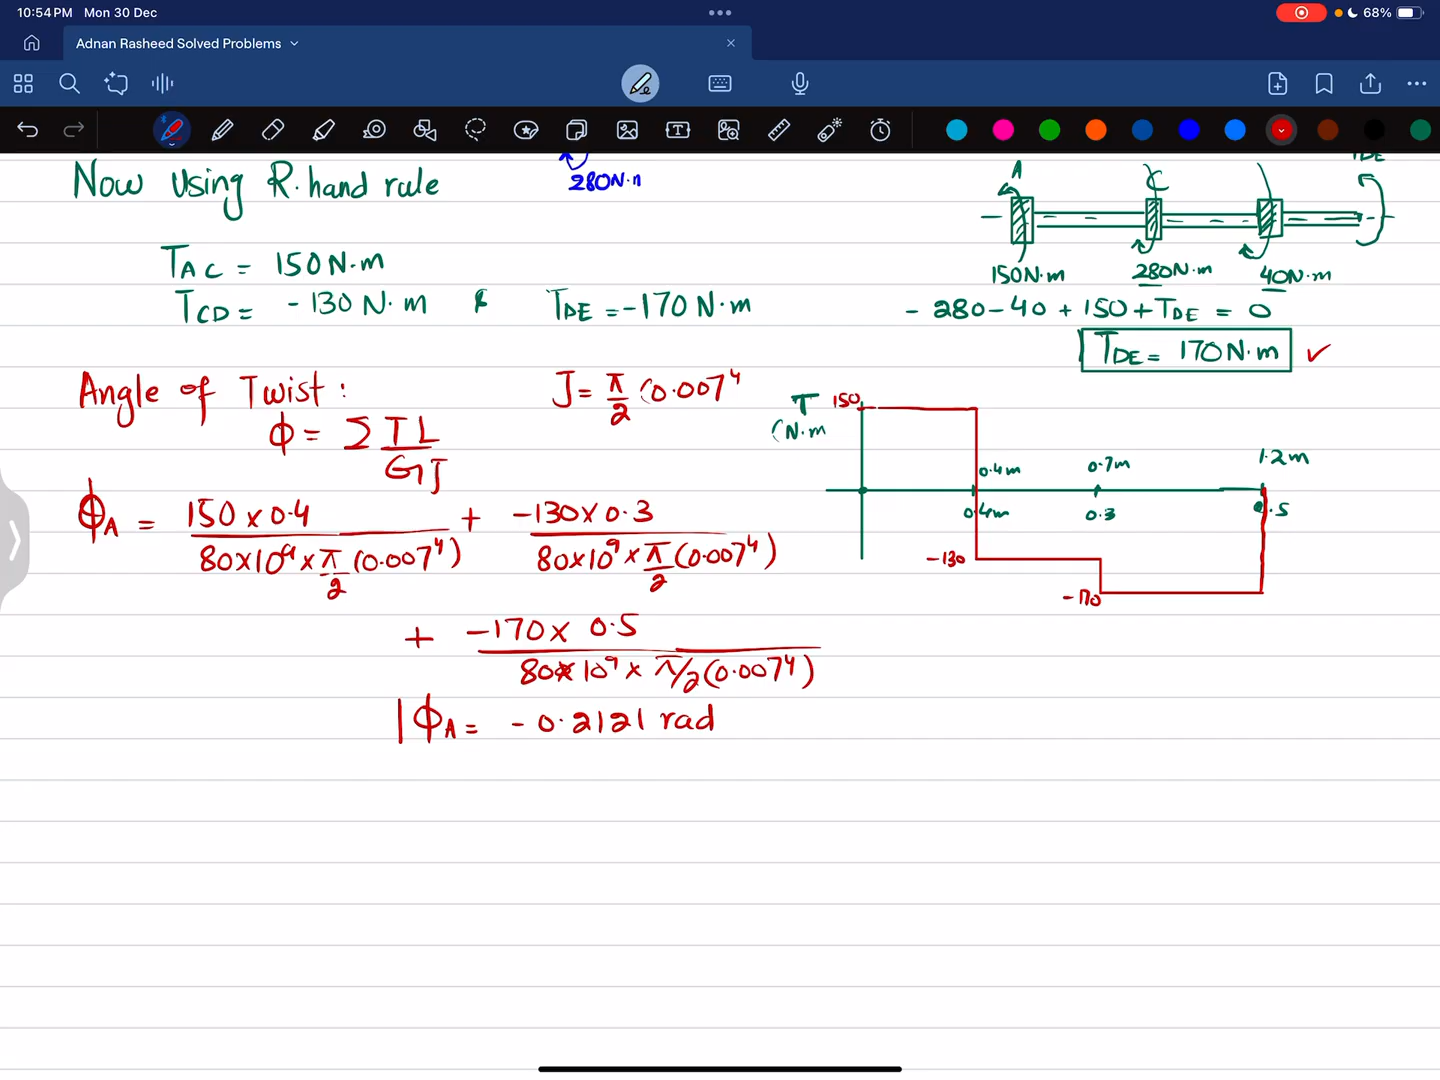 10:54 PM Mon 30 Dec
68%
Adnan Rasheed Solved Problems
Now Using R. hand rule
280N.n
A
C
TDE
150N.m
280N.m
40N.m
TAC = 150 N.m
TCD = -130 N.m & TDE = -170 N.m
-280-40+150+TDE = 0
TDE = 170N.m ✓
Angle of Twist :
J = π/2 (0.007⁴
ϕ = Σ TL/GJ
T
(N.m
150
0.4m
0.7m
1.2m
0.4m
0.3
0.5
-130
-170
ϕA = 150 x 0.4 / 80x10⁹ x π/2 (0.007⁴) + -130 x 0.3 / 80x10⁹ x π/2 (0.007⁴)
+ -170 x 0.5 / 80x10⁹ x π/2 (0.007⁴)
|ϕA = -0.2121 rad